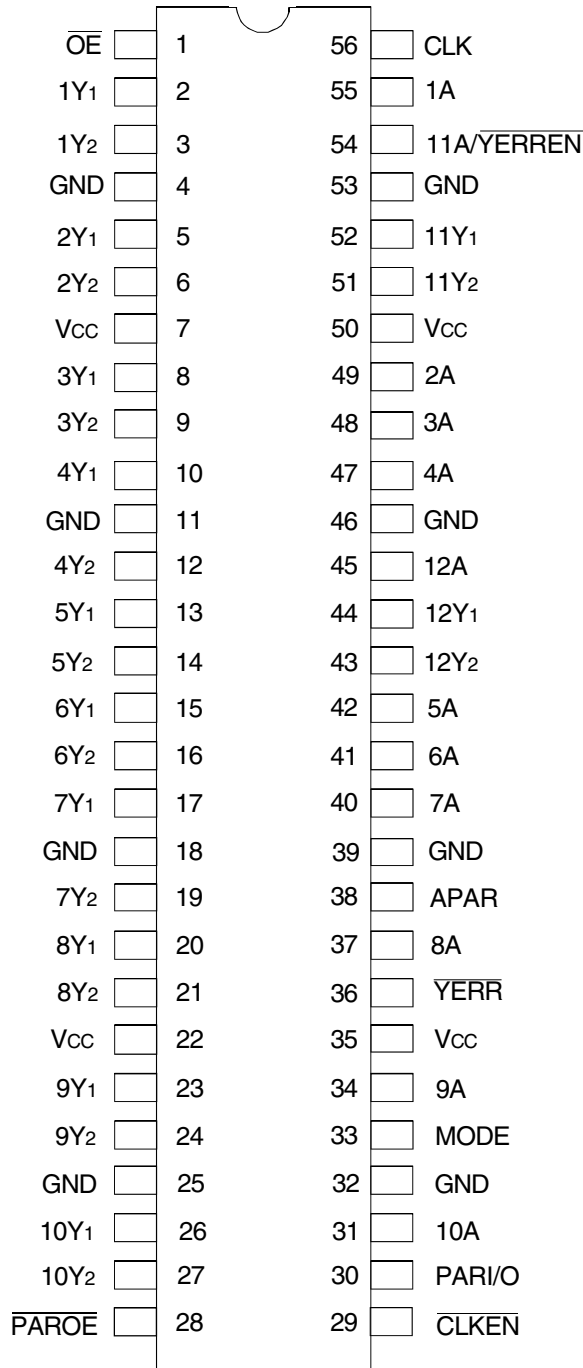 OE 1 56 CLK
1Y1 2 55 1A
1Y2 3 54 11A/YERREN
GND 4 53 GND
2Y1 5 52 11Y1
2Y2 6 51 11Y2
VCC 7 50 VCC
3Y1 8 49 2A
3Y2 9 48 3A
4Y1 10 47 4A
GND 11 46 GND
4Y2 12 45 12A
5Y1 13 44 12Y1
5Y2 14 43 12Y2
6Y1 15 42 5A
6Y2 16 41 6A
7Y1 17 40 7A
GND 18 39 GND
7Y2 19 38 APAR
8Y1 20 37 8A
8Y2 21 36 YERR
VCC 22 35 VCC
9Y1 23 34 9A
9Y2 24 33 MODE
GND 25 32 GND
10Y1 26 31 10A
10Y2 27 30 PARI/O
PAROE 28 29 CLKEN